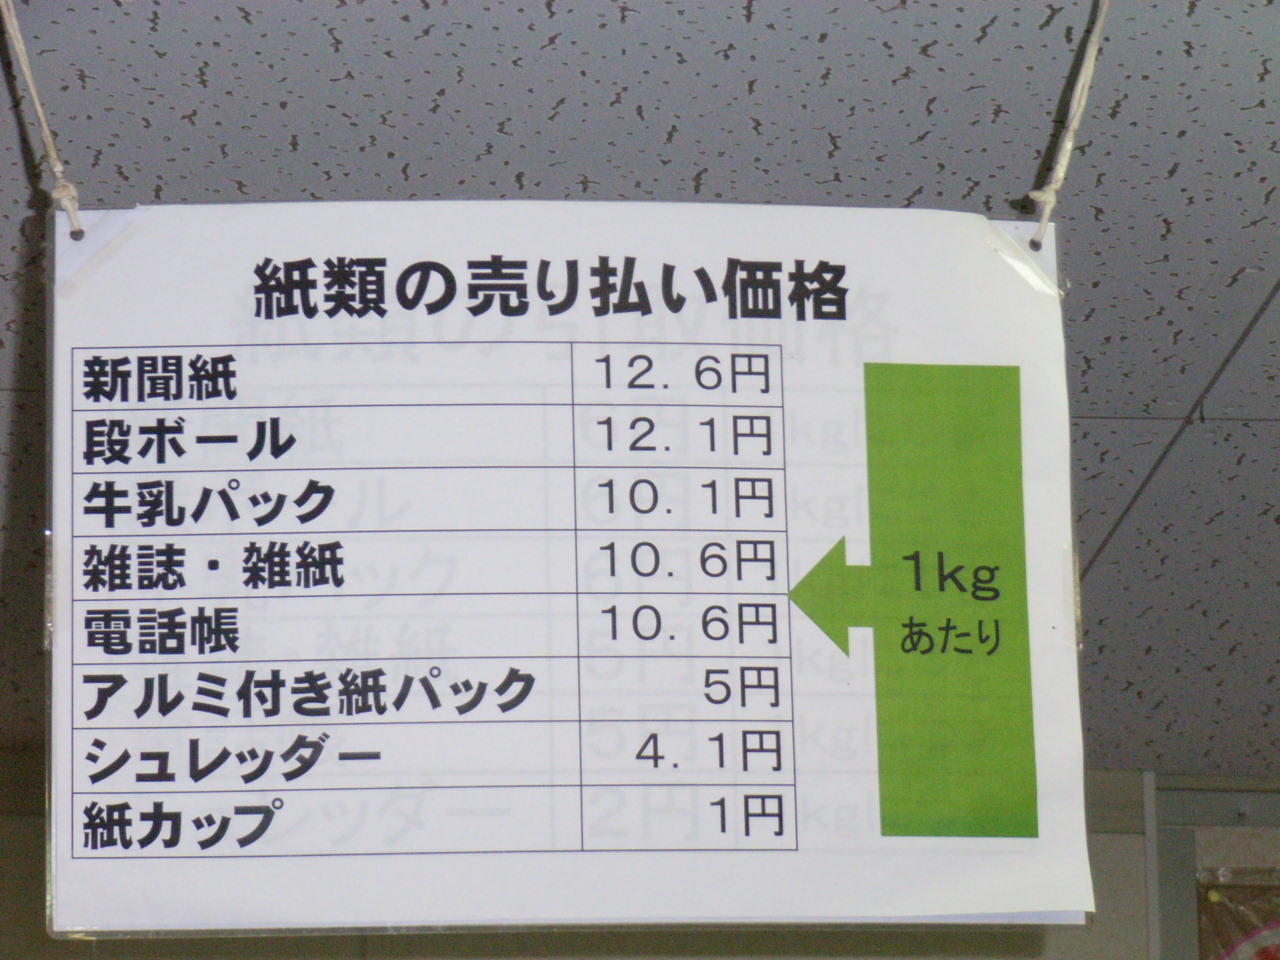 紙類の売り払い価格
新聞紙 12.6円
段ボール 12.1円
牛乳パック 10.1円
雑誌・雑紙 10.6円
電話帳 10.6円
アルミ付き紙パック 5円
シュレッダー 4.1円
紙カップ 1円
1kg
あたり